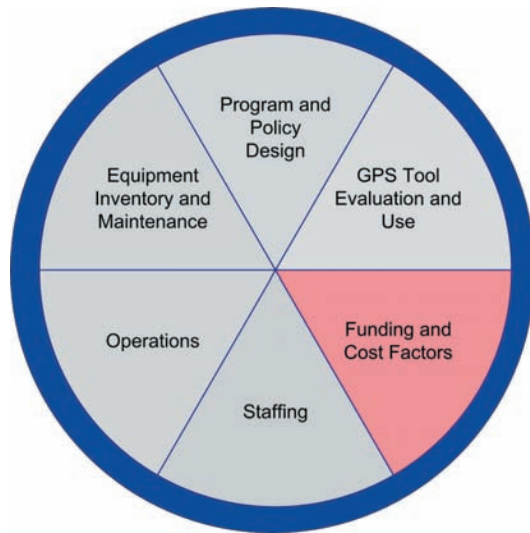 Program and
Policy
Design
GPS Tool
Evaluation and
Use
Funding and
Cost Factors
Staffing
Operations
Equipment
Inventory and
Maintenance